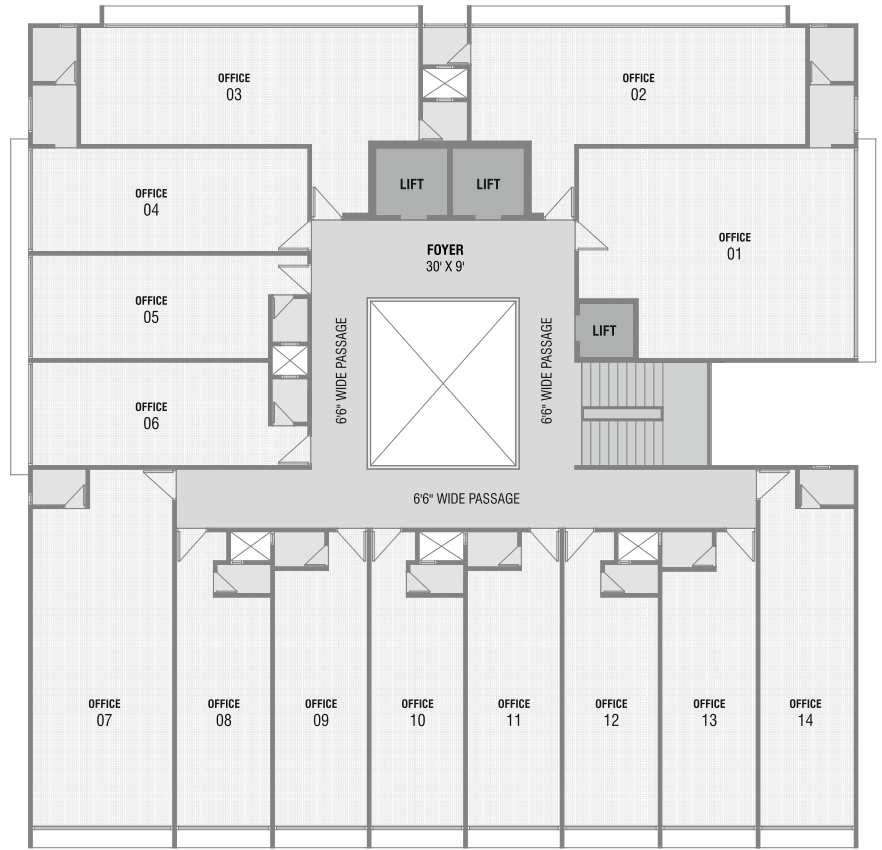 OFFICE
03
OFFICE
02
LIFT
LIFT
OFFICE
04
FOYER
30' X 9'
OFFICE
01
OFFICE
05
6'6" WIDE PASSAGE
6'6" WIDE PASSAGE
LIFT
OFFICE
06
6'6" WIDE PASSAGE
OFFICE
07
OFFICE
08
OFFICE
09
OFFICE
10
OFFICE
11
OFFICE
12
OFFICE
13
OFFICE
14